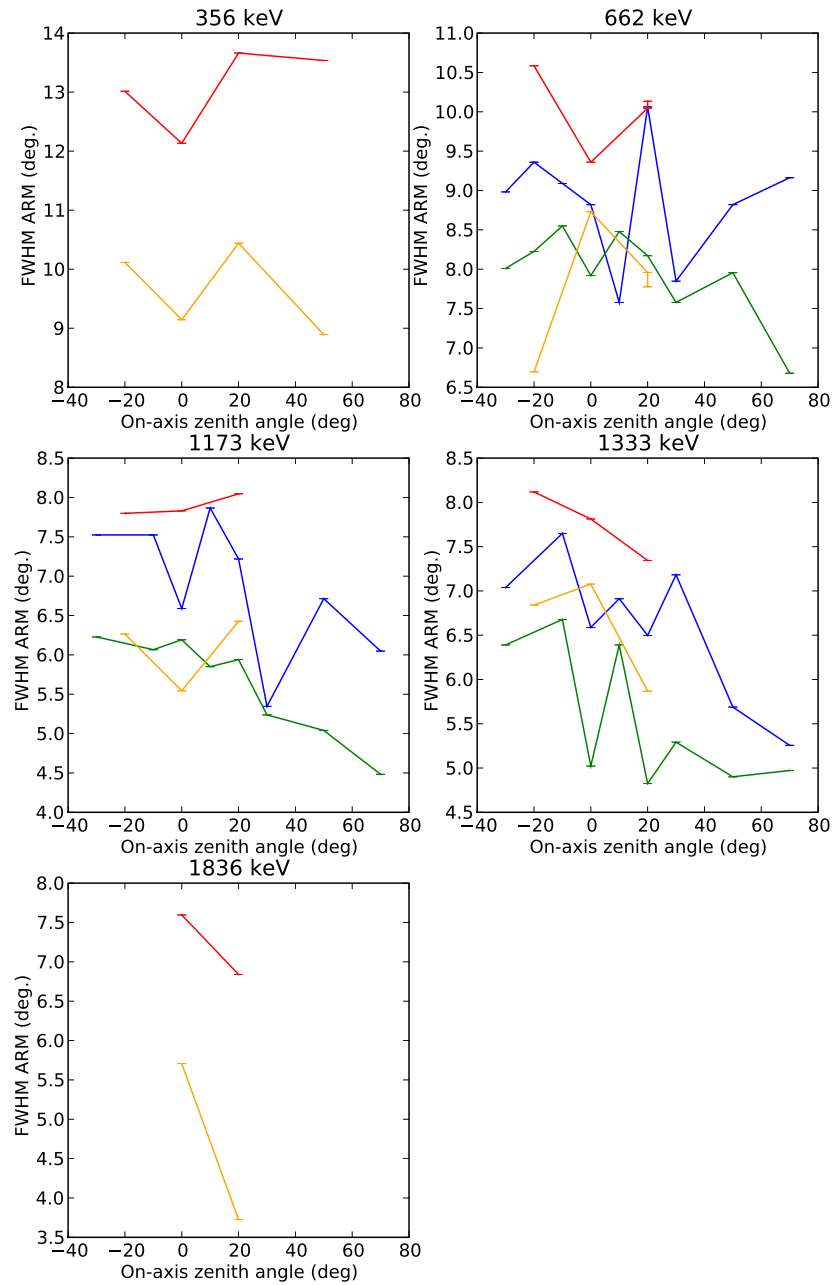 356 keV
14
13
12
11
10
9
8
FWHM ARM (deg.)
−40 −20 0 20 40 60 80
On-axis zenith angle (deg)
662 keV
11.0
10.5
10.0
9.5
9.0
8.5
8.0
7.5
7.0
6.5
FWHM ARM (deg.)
−40 −20 0 20 40 60 80
On-axis zenith angle (deg)
1173 keV
8.5
8.0
7.5
7.0
6.5
6.0
5.5
5.0
4.5
4.0
FWHM ARM (deg.)
−40 −20 0 20 40 60 80
On-axis zenith angle (deg)
1333 keV
8.5
8.0
7.5
7.0
6.5
6.0
5.5
5.0
4.5
FWHM ARM (deg.)
−40 −20 0 20 40 60 80
On-axis zenith angle (deg)
1836 keV
8.0
7.5
7.0
6.5
6.0
5.5
5.0
4.5
4.0
3.5
FWHM ARM (deg.)
−40 −20 0 20 40 60 80
On-axis zenith angle (deg)